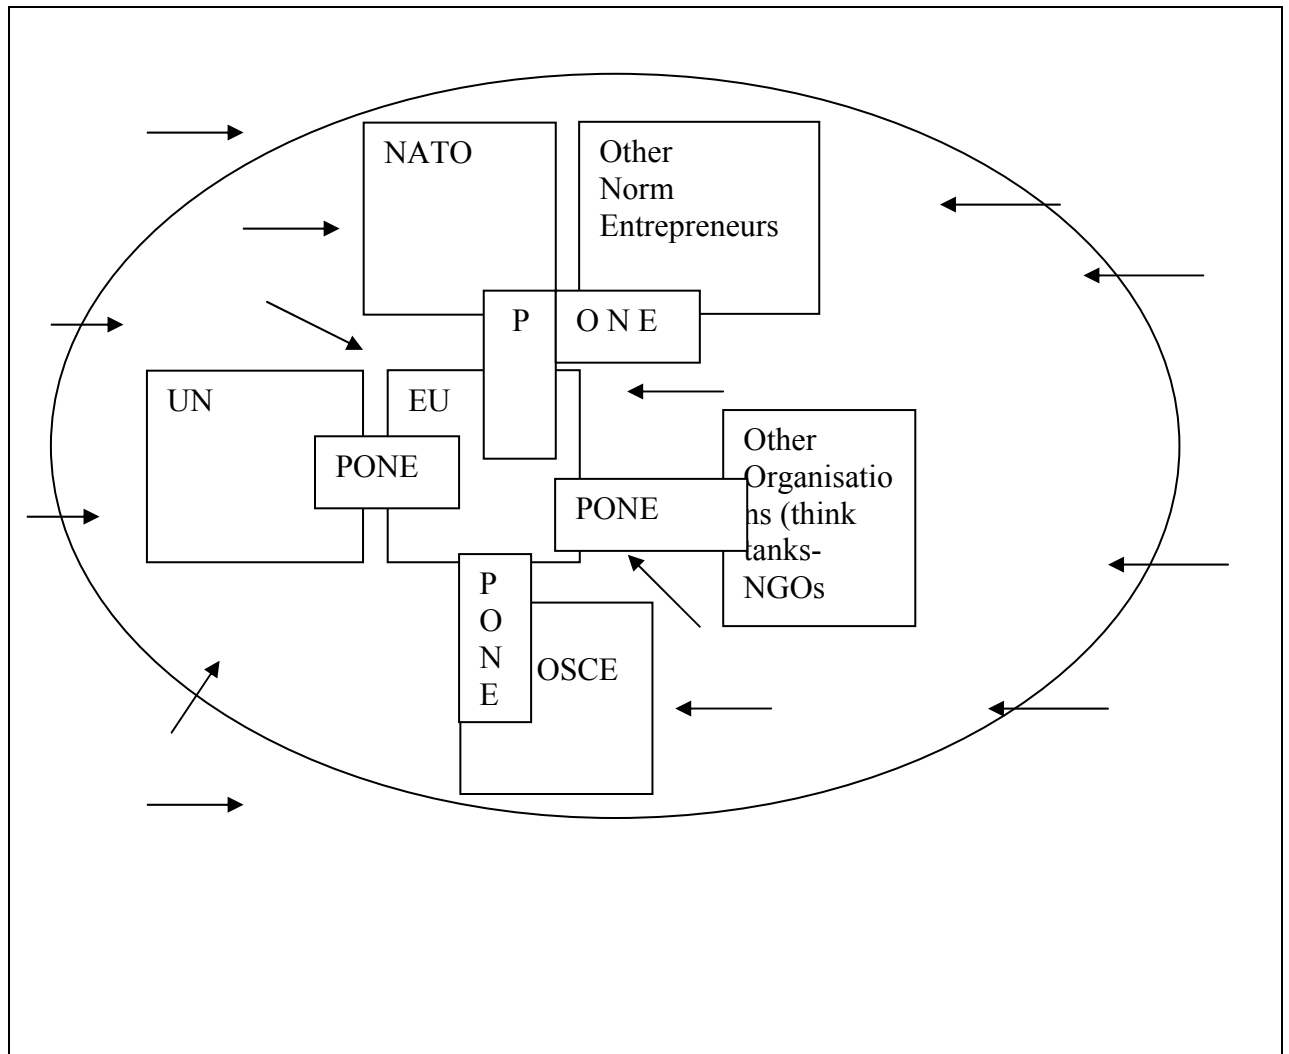 NATO
Other
Norm
Entrepreneurs
P
O N E
UN
EU
PONE
Other
Organisatio
ns (think
tanks-
NGOs
PONE
P
O
N
E
OSCE